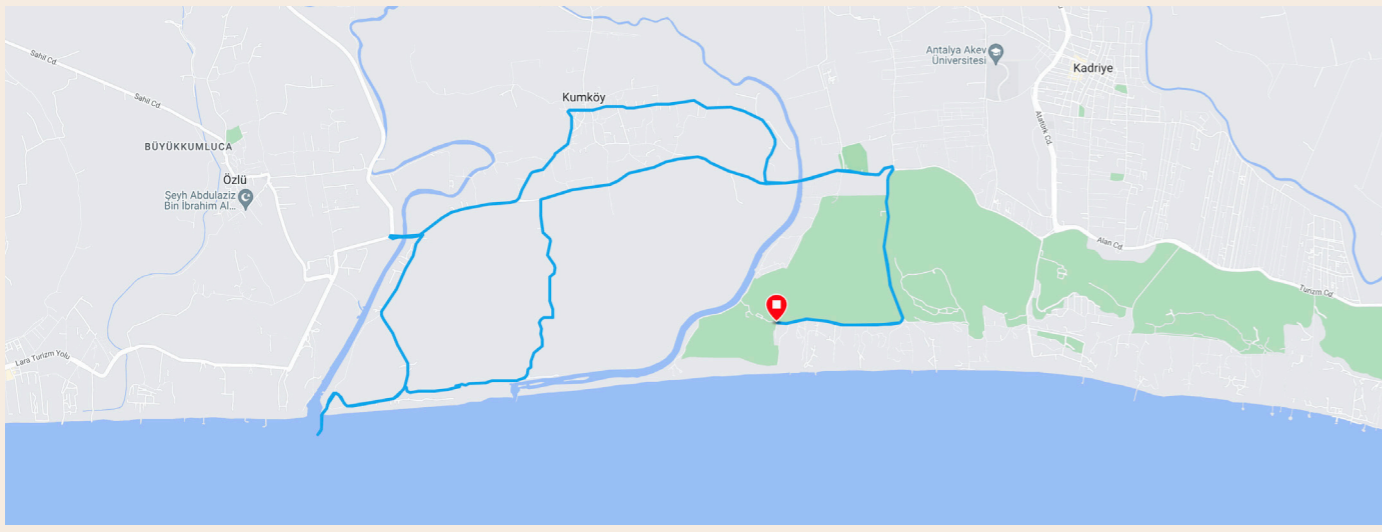 Sahil Cd.
Sahil Cd.
BÜYÜKKUMLUCA
Özlü
Şeyh Abdulaziz
Bin İbrahim Al...
Lara Turizm Yolu
Kumköy
Antalya Akev
Üniversitesi
Kadriye
Atatürk Cd.
Alan Cd.
Turizm Cd.